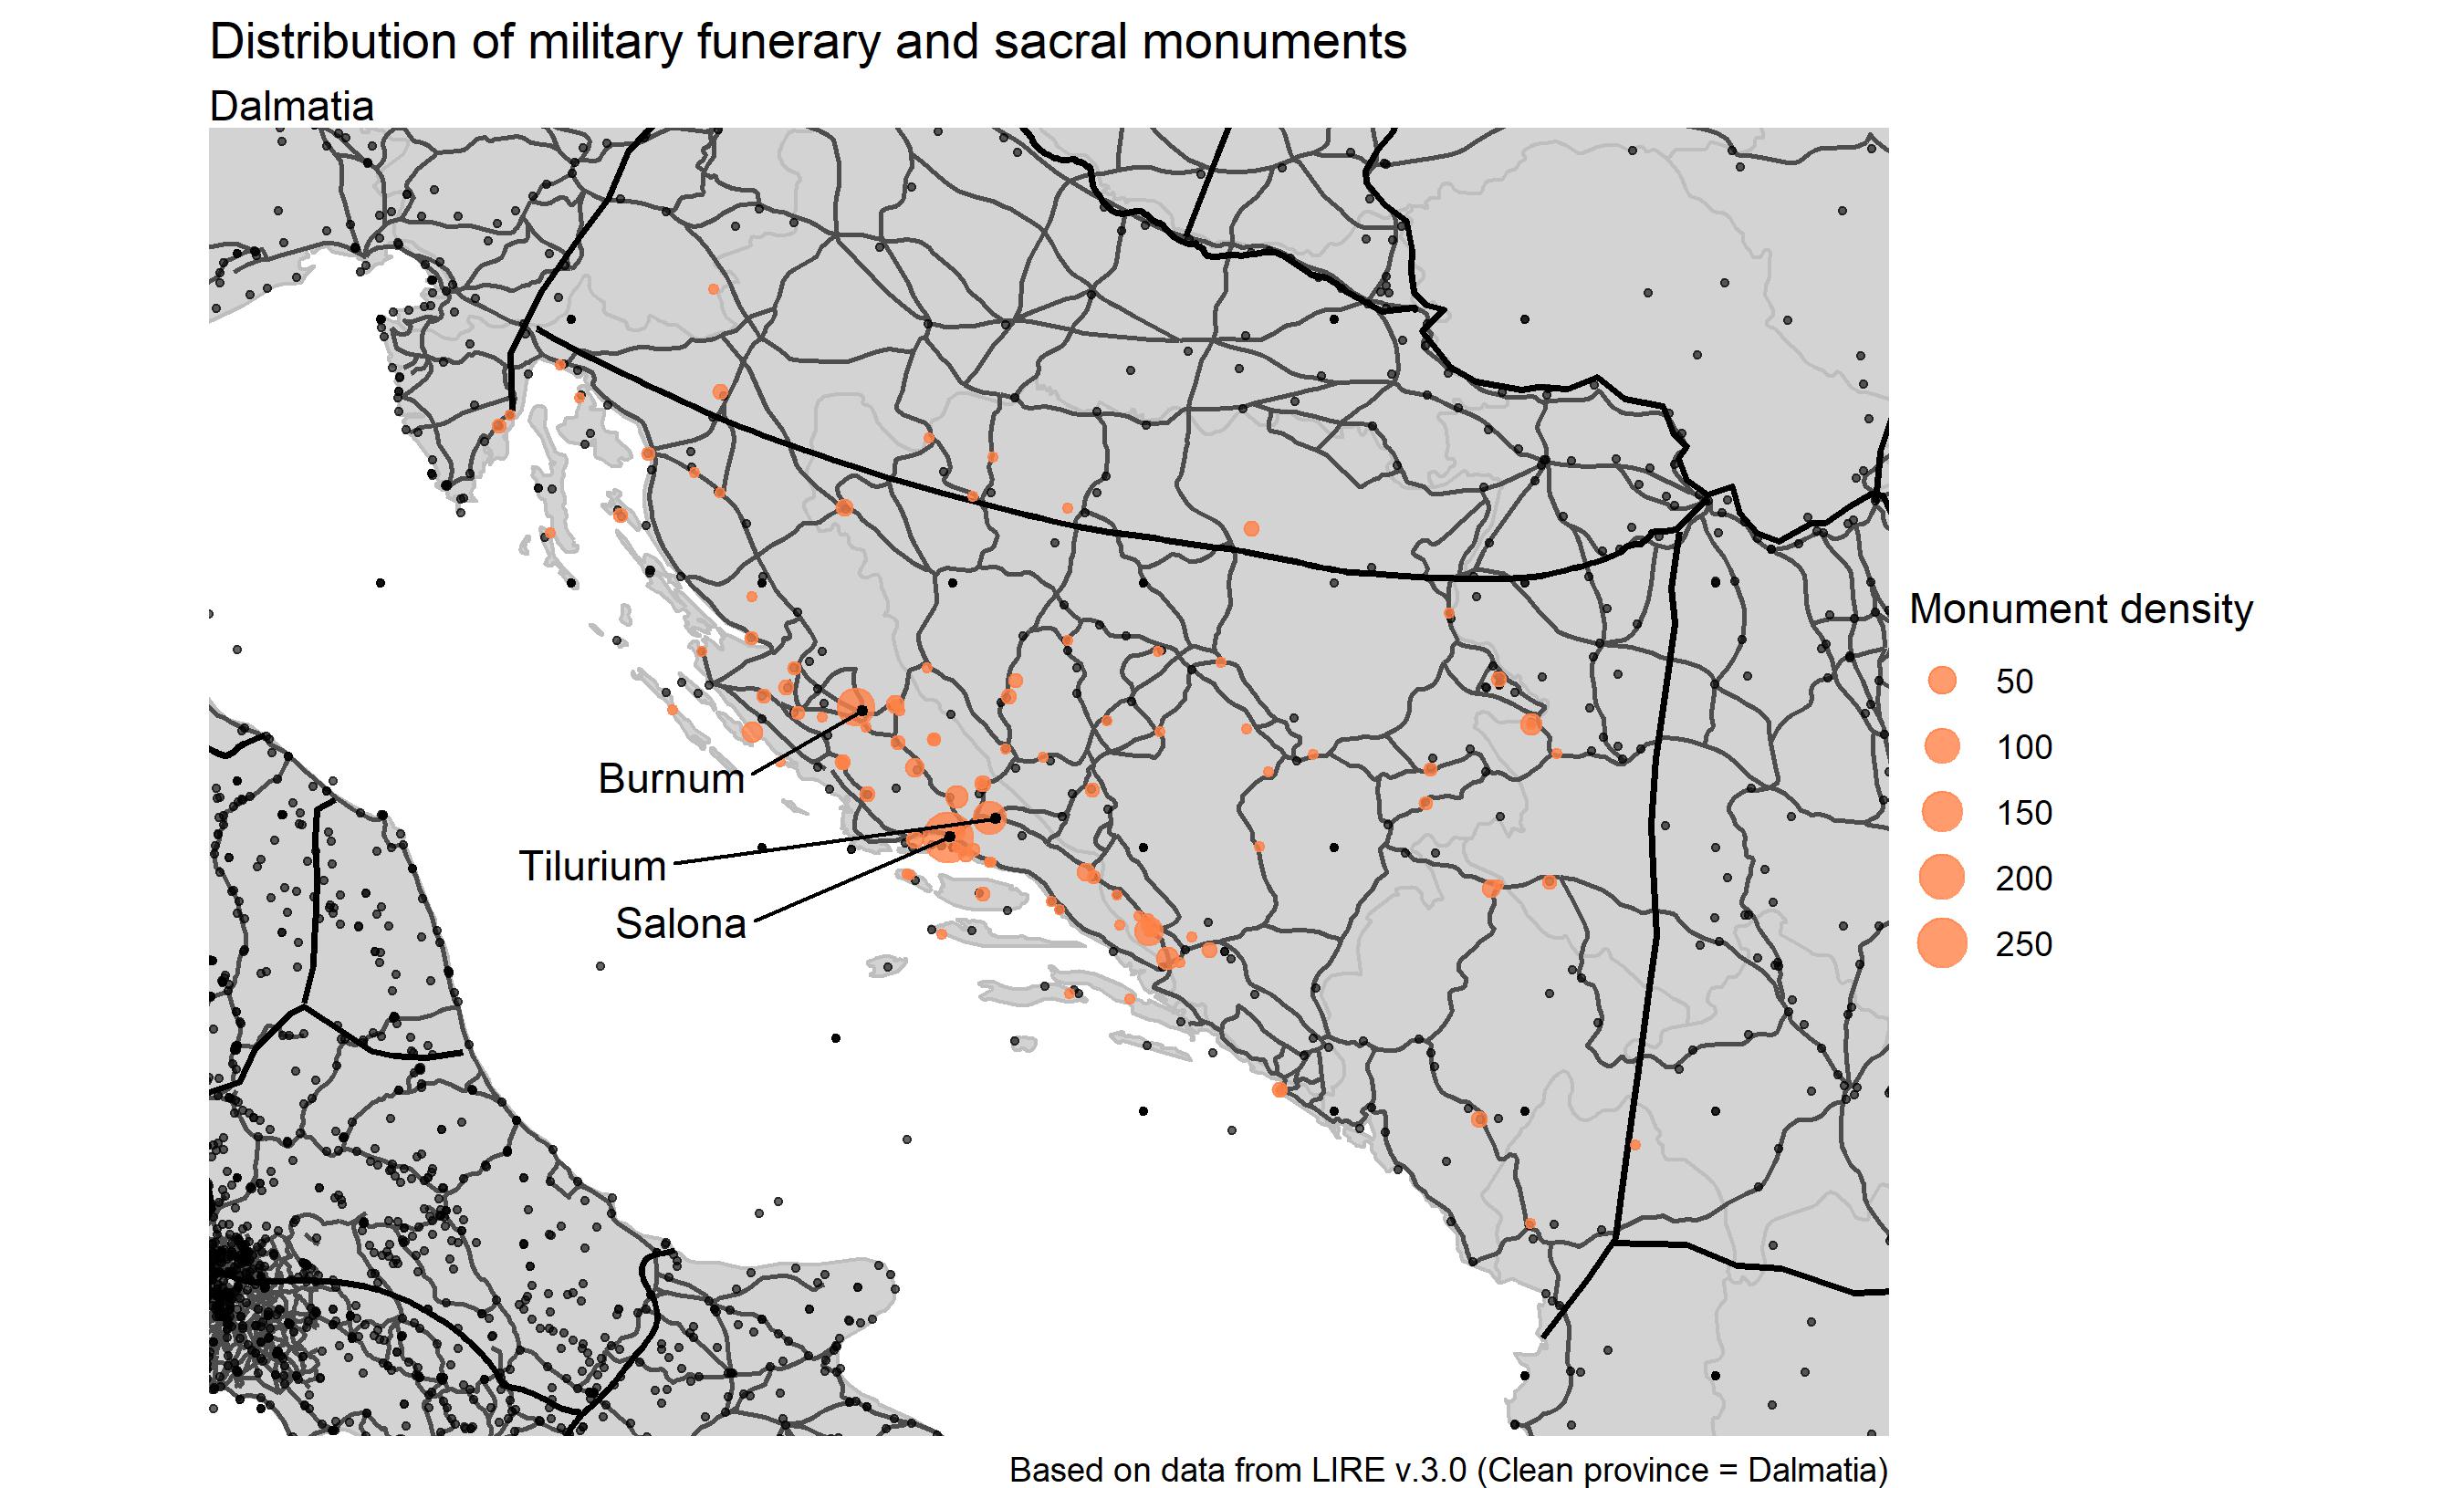 Distribution of military funerary and sacral monuments
Dalmatia
Burnum
Tilurium
Salona
Monument density
50
100
150
200
250
Based on data from LIRE v.3.0 (Clean province = Dalmatia)